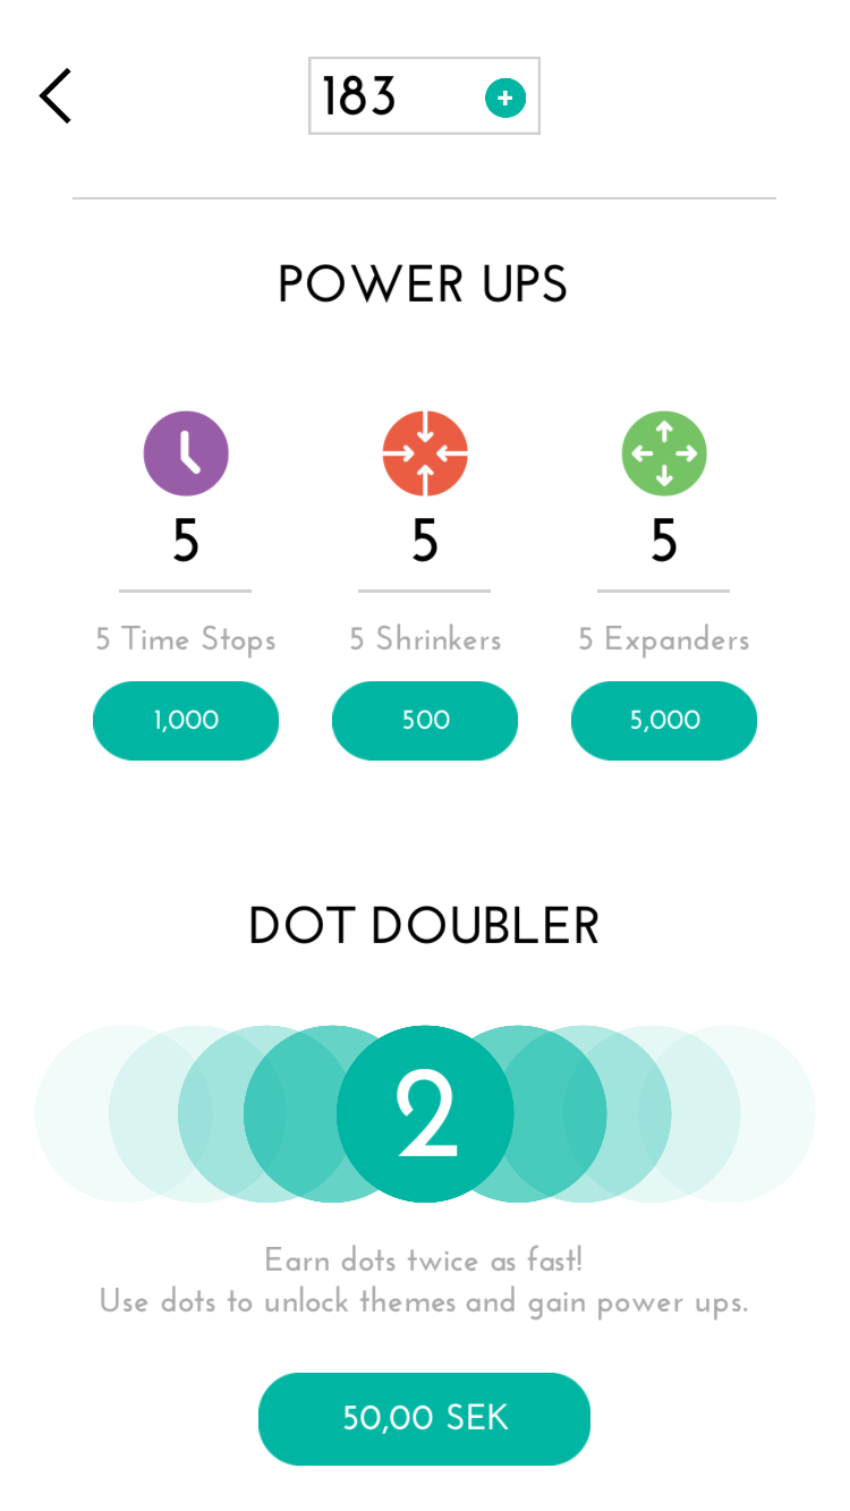 183
POWER UPS
5 5 5
5 Time Stops 5 Shrinkers 5 Expanders
1,000 500 5,000
DOT DOUBLER
2
Earn dots twice as fast!
Use dots to unlock themes and gain power ups.
50,00 SEK